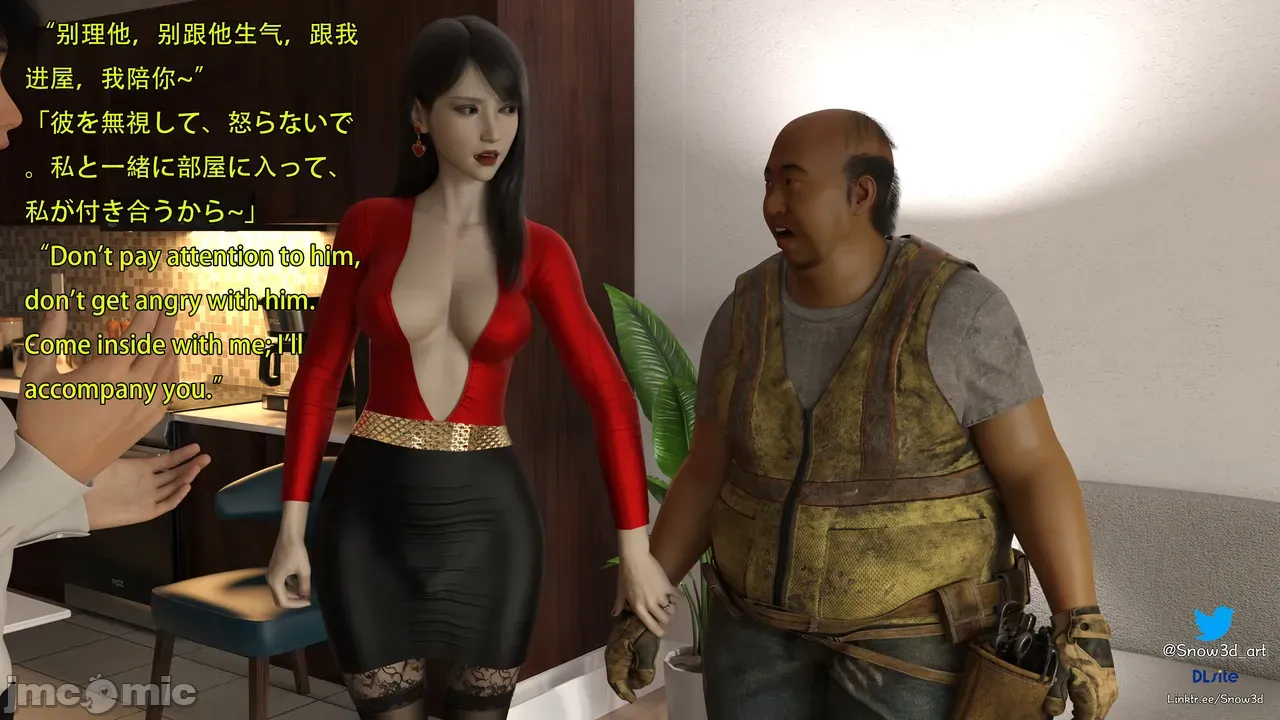 “别理他，别跟他生气，跟我
进屋，我陪你~”
「彼を無視して、怒らないで
。私と一緒に部屋に入って、
私が付き合うから~」
“Don’t pay attention to him,
don’t get angry with him.
Come inside with me; I’ll
accompany you.”
@Snow3d_art
DLsite
Linktr.ee/Snow3d
jmcomic